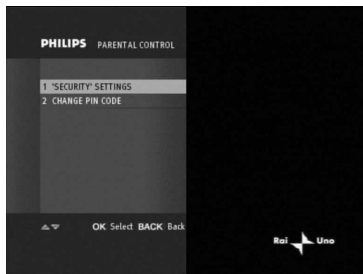 PHILIPS PARENTAL CONTROL
1 'SECURITY' SETTINGS
2 CHANGE PIN CODE
OK Select BACK Back
Rai Uno